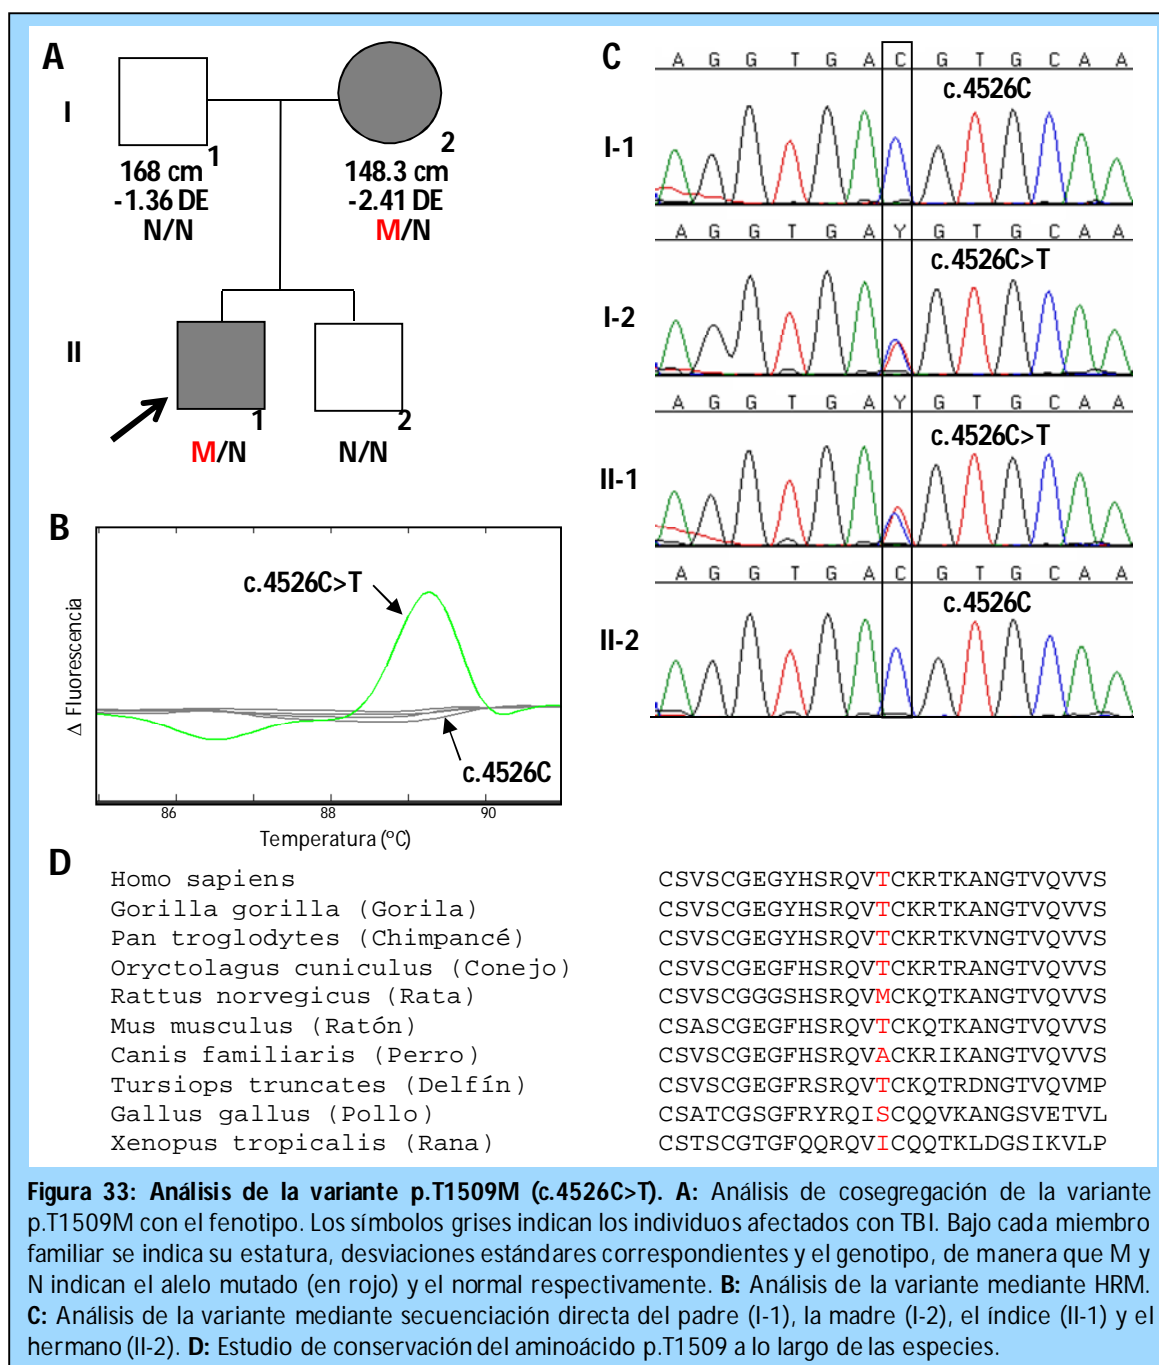 A
I
1
2
168 cm
-1.36 DE
N/N
148.3 cm
-2.41 DE
M/N
II
1
2
M/N
N/N
B
c.4526C>T
c.4526C
Δ Fluorescencia
86
88
90
Temperatura (ºC)
C
A G G T G A C G T G C A A
c.4526C
I-1
A G G T G A Y G T G C A A
c.4526C>T
I-2
A G G T G A Y G T G C A A
c.4526C>T
II-1
A G G T G A C G T G C A A
c.4526C
II-2
D
Homo sapiens CSVSCGEGYHSRQVTCKRTKANGTVQVVS
Gorilla gorilla (Gorila) CSVSCGEGYHSRQVTCKRTKANGTVQVVS
Pan troglodytes (Chimpancé) CSVSCGEGYHSRQVTCKRTKVNGTVQVVS
Oryctolagus cuniculus (Conejo) CSVSCGEGFHSRQVTCKRTRANGTVQVVS
Rattus norvegicus (Rata) CSVSCGGGSHSRQVMCKQTKANGTVQVVS
Mus musculus (Ratón) CSASCGEGFHSRQVTCKQTKANGTVQVVS
Canis familiaris (Perro) CSVSCGEGFHSRQVACKRIKANGTVQVVS
Tursiops truncates (Delfín) CSVSCGEGFRSRQVTCKQTRDNGTVQVMP
Gallus gallus (Pollo) CSATCGSGFRYRQISCQQVKANGSVETVL
Xenopus tropicalis (Rana) CSTSCGTGFQQRQVICQQTKLDGSIKVLP
Figura 33: Análisis de la variante p.T1509M (c.4526C>T). A: Análisis de cosegregación de la variante
p.T1509M con el fenotipo. Los símbolos grises indican los individuos afectados con TBI. Bajo cada miembro
familiar se indica su estatura, desviaciones estándares correspondientes y el genotipo, de manera que M y
N indican el alelo mutado (en rojo) y el normal respectivamente. B: Análisis de la variante mediante HRM.
C: Análisis de la variante mediante secuenciación directa del padre (I-1), la madre (I-2), el índice (II-1) y el
hermano (II-2). D: Estudio de conservación del aminoácido p.T1509 a lo largo de las especies.